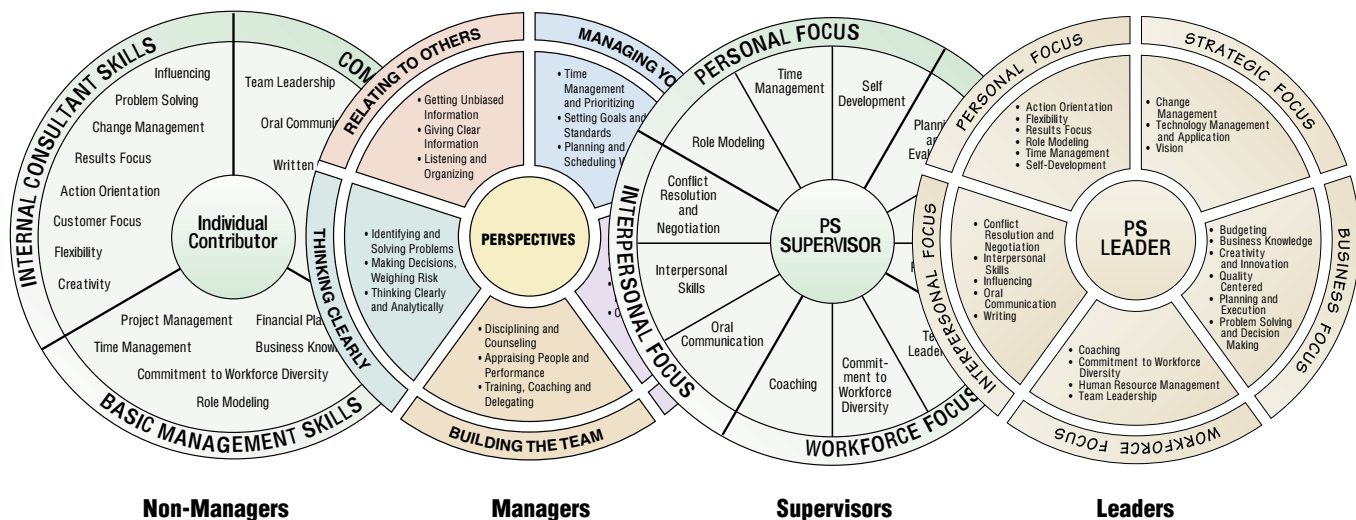 INTERNAL CONSULTANT SKILLS
Influencing
Problem Solving
Change Management
Results Focus
Action Orientation
Customer Focus
Flexibility
Creativity
Team Leadership
Written
Individual
Contributor
Project Management
Time Management
Financial
Business
Commitment to Workforce Diversity
Role Modeling
BASIC MANAGEMENT SKILLS
RELATING TO OTHERS
• Getting Unbiased
Information
• Giving Clear
Information
• Listening and
Organizing
MANAGING
• Time
Management
and Prioritizing
• Setting Goals and
Standards
• Planning and
Scheduling
THINKING CLEARLY
• Identifying and
Solving Problems
• Making Decisions,
Weighing Risk
• Thinking Clearly
and Analytically
PERSPECTIVES
• Disciplining and
Counseling
• Appraising People and
Performance
• Training, Coaching and
Delegating
BUILDING THE TEAM
PERSONAL FOCUS
Time
Management
Self
Development
Role Modeling
INTERPERSONAL FOCUS
Conflict
Resolution
and
Negotiation
Interpersonal
Skills
Oral
Communication
PS
SUPERVISOR
Coaching
Commit-
ment to
Workforce
Diversity
WORKFORCE FOCUS
PERSONAL FOCUS
• Action Orientation
• Flexibility
• Results Focus
• Role Modeling
• Time Management
• Self-Development
STRATEGIC FOCUS
• Change
Management
• Technology Management
and Application
• Vision
INTERPERSONAL FOCUS
• Conflict
Resolution and
Negotiation
• Interpersonal
Skills
• Influencing
• Oral
Communication
• Writing
PS
LEADER
• Budgeting
• Business Knowledge
• Creativity
and Innovation
• Quality
Centered
• Planning and
Execution
• Problem Solving
and Decision
Making
BUSINESS FOCUS
• Coaching
• Commitment to Workforce
Diversity
• Human Resource Management
• Team Leadership
WORKFORCE FOCUS
Non-Managers
Managers
Supervisors
Leaders